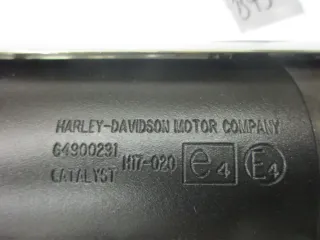 HARLEY-DAVIDSON MOTOR COMPANY
64900291 H17-020 e4 E4
CATALYST